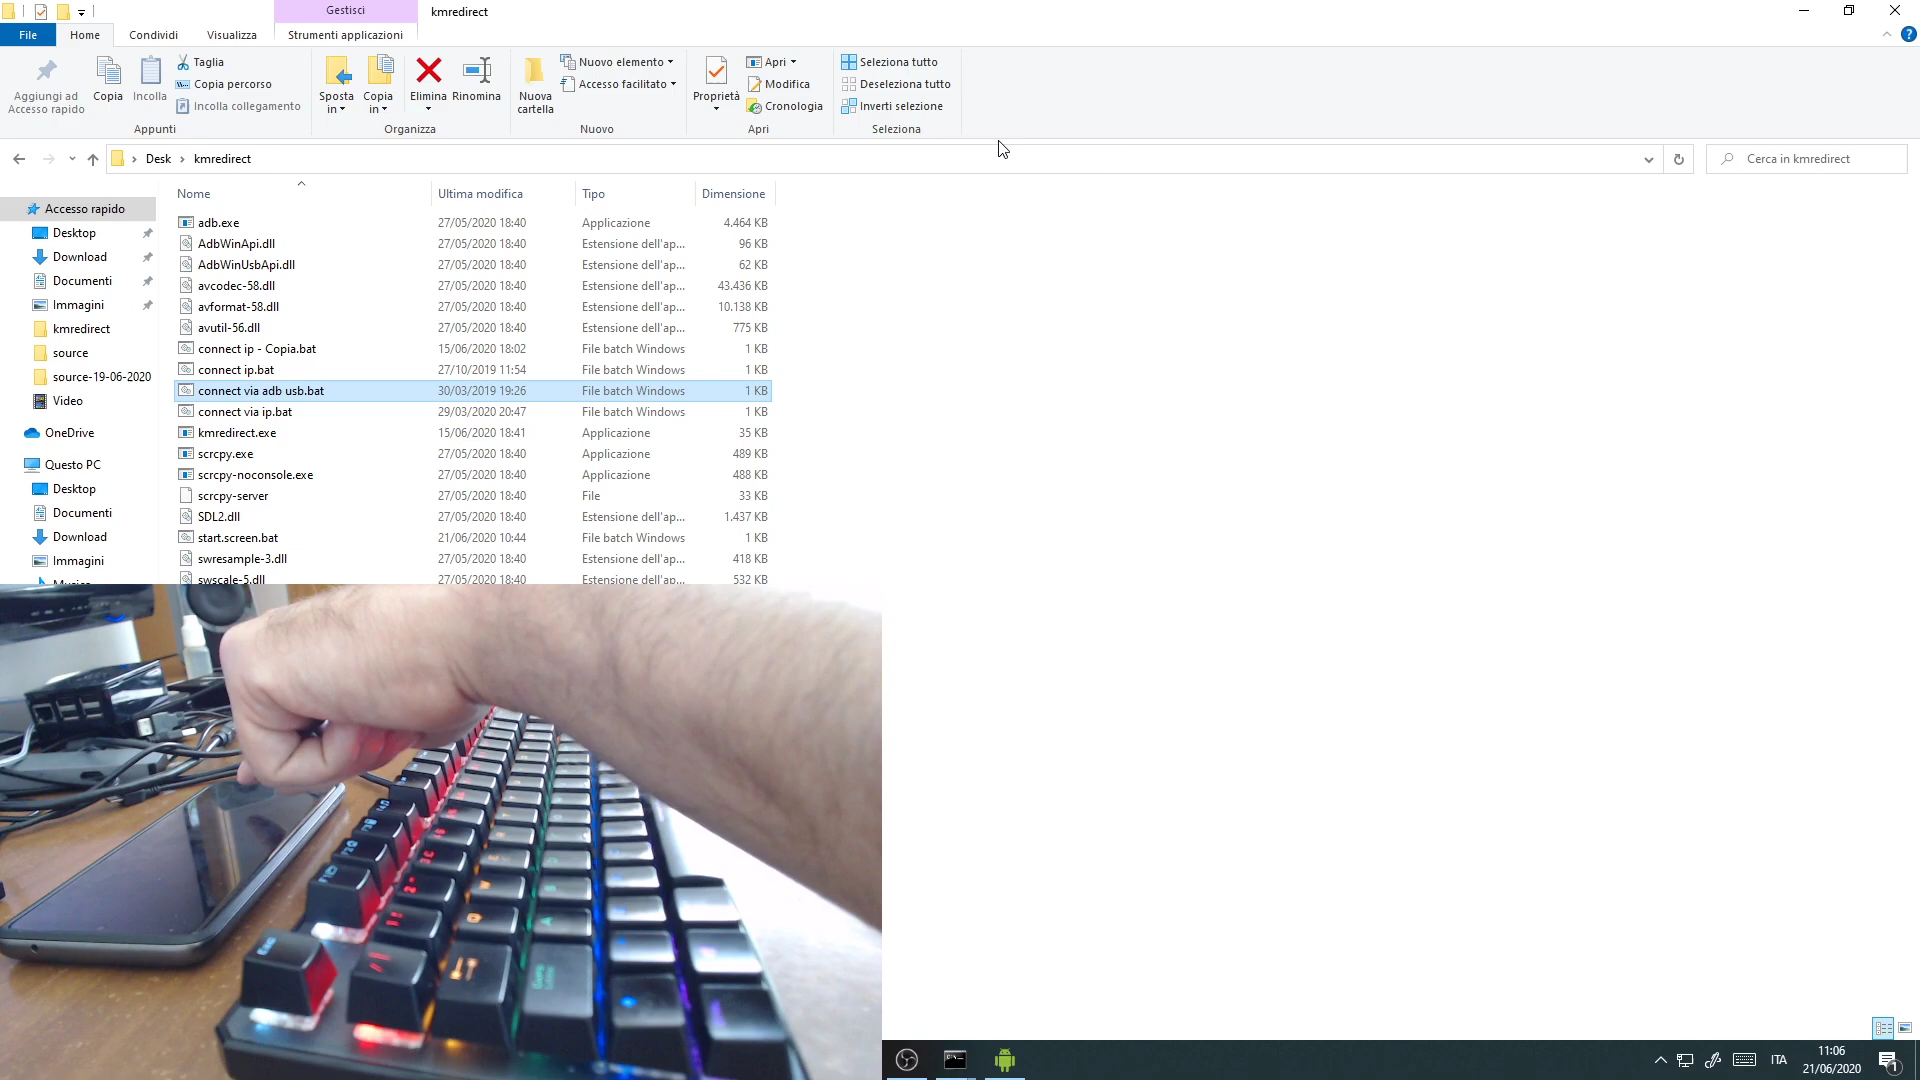 Gestisci
kmredirect
File
Home
Condividi
Visualizza
Strumenti applicazioni
Aggiungi ad
Accesso rapido
Copia
Incolla
Taglia
Copia percorso
Incolla collegamento
Appunti
Sposta
in
Copia
in
Elimina
Rinomina
Organizza
Nuova
cartella
Nuovo elemento
Accesso facilitato
Nuovo
Proprietà
Apri
Modifica
Cronologia
Apri
Seleziona tutto
Deseleziona tutto
Inverti selezione
Seleziona
Desk
kmredirect
Cerca in kmredirect
Accesso rapido
Desktop
Download
Documenti
Immagini
kmredirect
source
source-19-06-2020
Video
OneDrive
Questo PC
Desktop
Documenti
Download
Immagini
Musica
Nome Ultima modifica Tipo Dimensione
adb.exe 27/05/2020 18:40 Applicazione 4.464 KB
AdbWinApi.dll 27/05/2020 18:40 Estensione dell'ap... 96 KB
AdbWinUsbApi.dll 27/05/2020 18:40 Estensione dell'ap... 62 KB
avcodec-58.dll 27/05/2020 18:40 Estensione dell'ap... 43.436 KB
avformat-58.dll 27/05/2020 18:40 Estensione dell'ap... 10.138 KB
avutil-56.dll 27/05/2020 18:40 Estensione dell'ap... 775 KB
connect ip - Copia.bat 15/06/2020 18:02 File batch Windows 1 KB
connect ip.bat 27/10/2019 11:54 File batch Windows 1 KB
connect via adb usb.bat 30/03/2019 19:26 File batch Windows 1 KB
connect via ip.bat 29/03/2020 20:47 File batch Windows 1 KB
kmredirect.exe 15/06/2020 18:41 Applicazione 35 KB
scrcpy.exe 27/05/2020 18:40 Applicazione 489 KB
scrcpy-noconsole.exe 27/05/2020 18:40 Applicazione 488 KB
scrcpy-server 27/05/2020 18:40 File 33 KB
SDL2.dll 27/05/2020 18:40 Estensione dell'ap... 1.437 KB
start.screen.bat 21/06/2020 10:44 File batch Windows 1 KB
swresample-3.dll 27/05/2020 18:40 Estensione dell'ap... 418 KB
swscale-5.dll 27/05/2020 18:40 Estensione dell'ap... 532 KB
ITA
11:06
21/06/2020
1